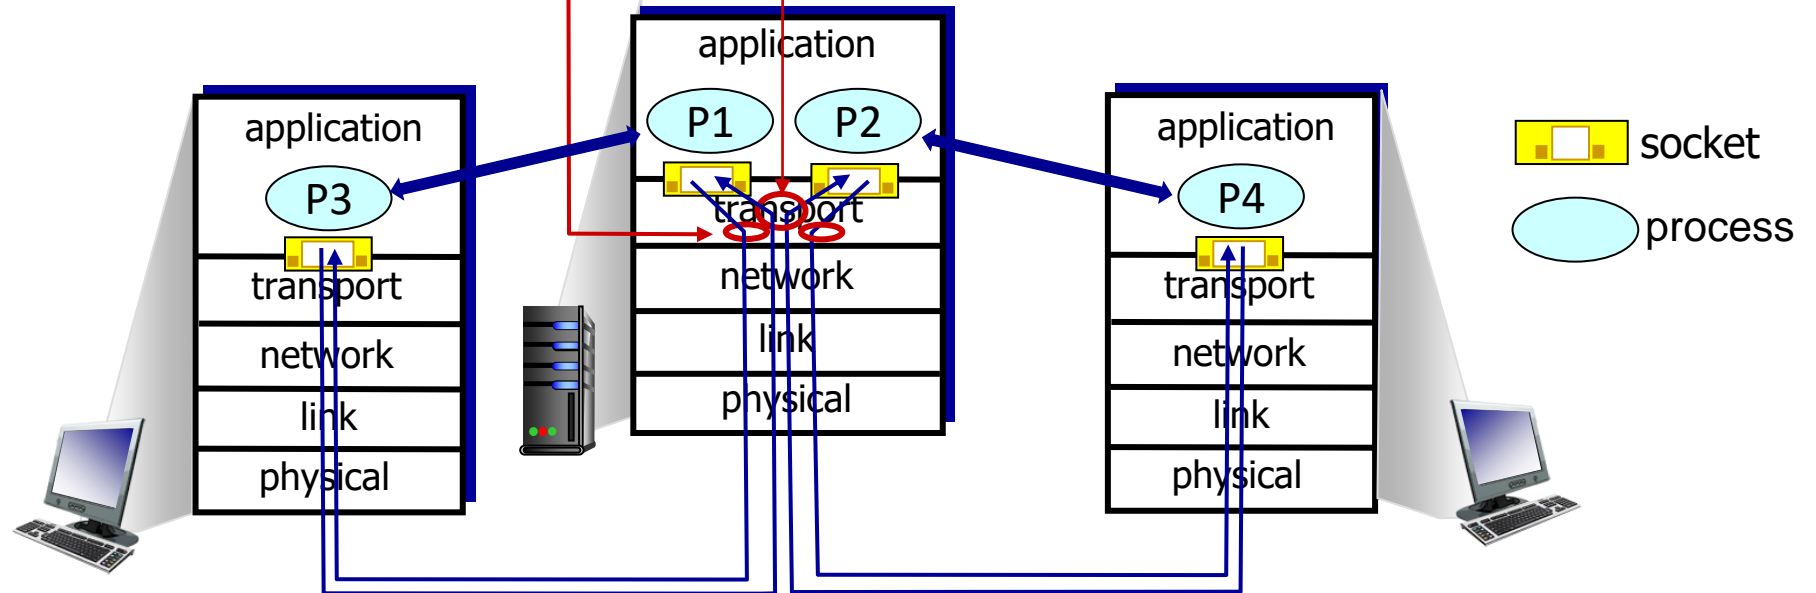 application
P3
transport
network
link
physical
application
P1
P2
transport
network
link
physical
application
P4
transport
network
link
physical
socket
process